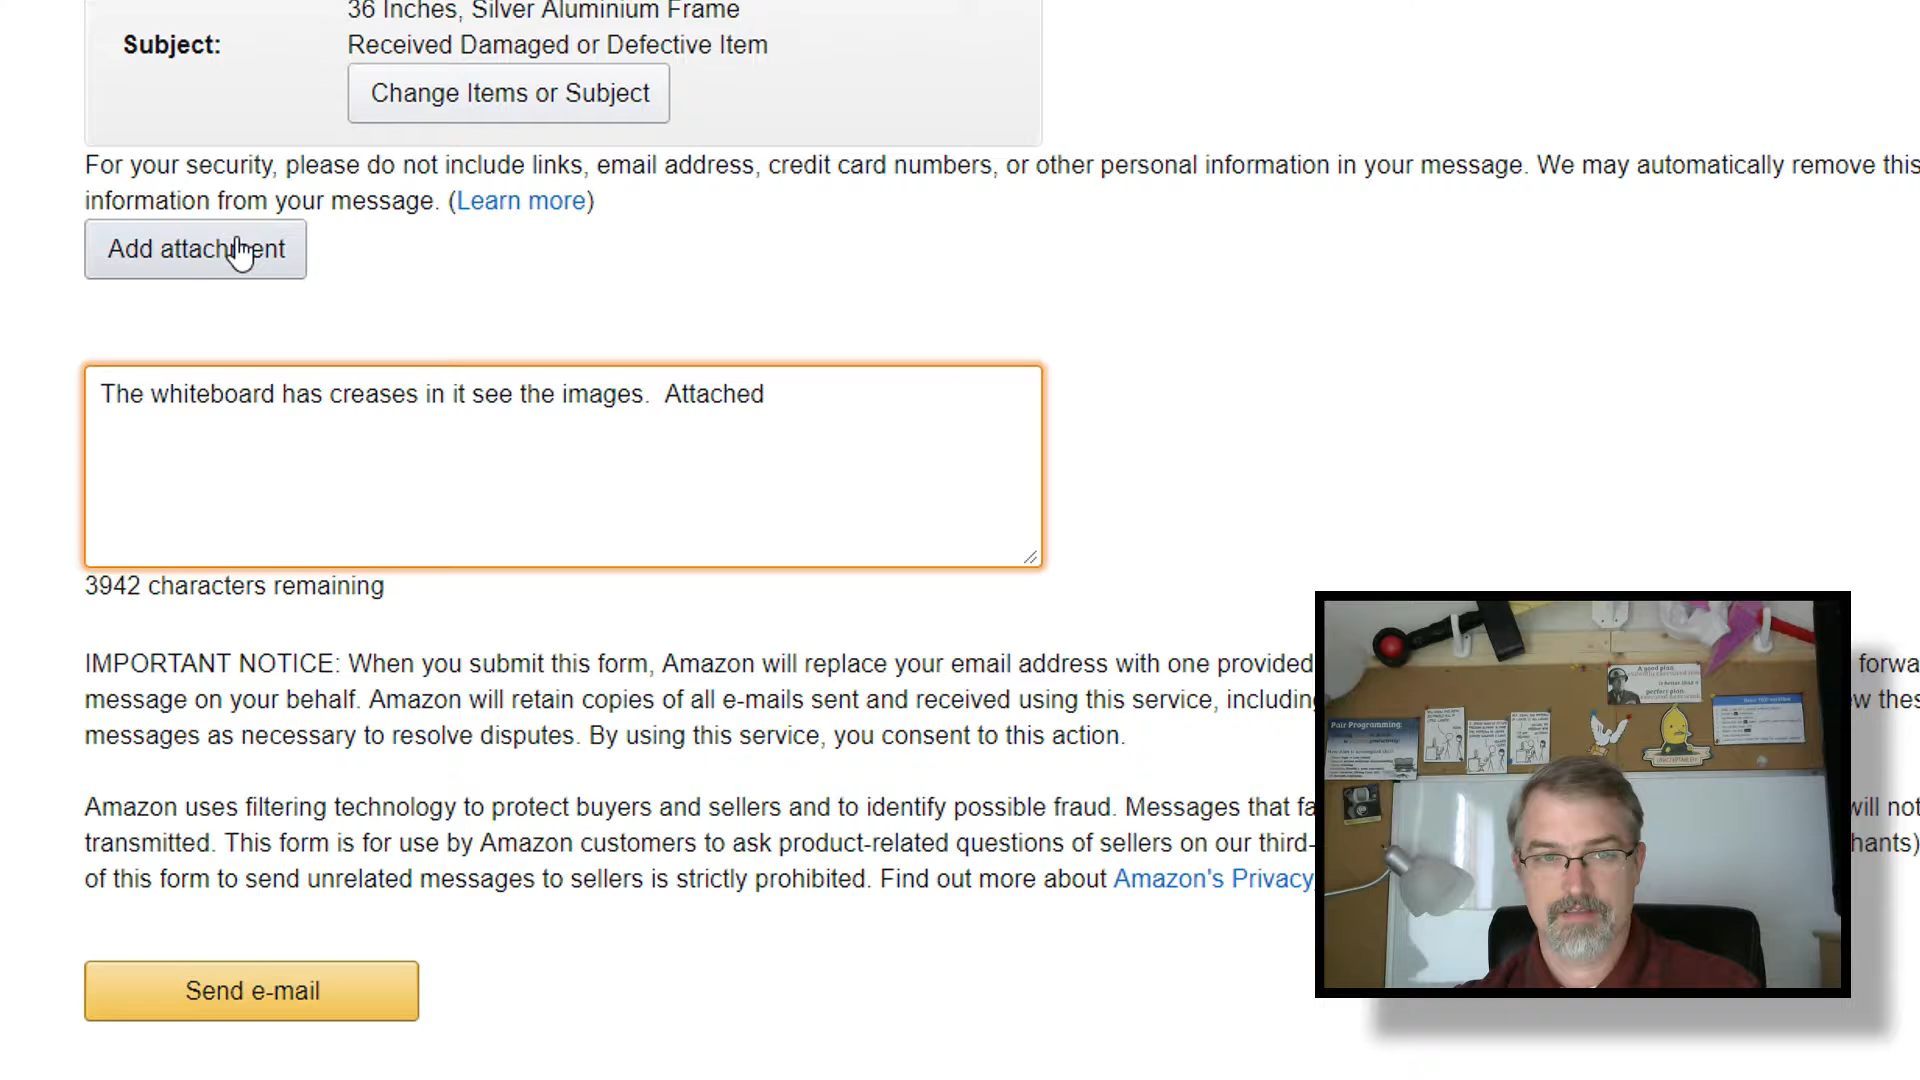 36 Inches, Silver Aluminium Frame
Subject:
Received Damaged or Defective Item
Change Items or Subject
For your security, please do not include links, email address, credit card numbers, or other personal information in your message. We may automatically remove this
information from your message. (Learn more)
Add attachment
The whiteboard has creases in it see the images.  Attached
3942 characters remaining
IMPORTANT NOTICE: When you submit this form, Amazon will replace your email address with one provided
message on your behalf. Amazon will retain copies of all e-mails sent and received using this service, including
messages as necessary to resolve disputes. By using this service, you consent to this action.
Amazon uses filtering technology to protect buyers and sellers and to identify possible fraud. Messages that fa
will not
transmitted. This form is for use by Amazon customers to ask product-related questions of sellers on our third-
hants)
of this form to send unrelated messages to sellers is strictly prohibited. Find out more about Amazon's Privacy
Send e-mail
A good plan
perfect plan
Pair Programming: